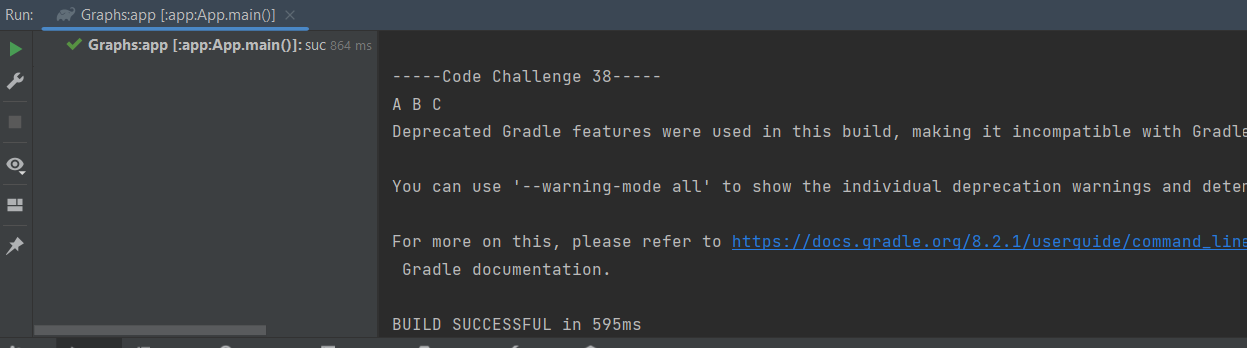 Run: Graphs:app [:app:App.main()] ×
Graphs:app [:app:App.main()]: suc 864 ms
-----Code Challenge 38-----
A B C
Deprecated Gradle features were used in this build, making it incompatible with Gradle
You can use '--warning-mode all' to show the individual deprecation warnings and deter
For more on this, please refer to https://docs.gradle.org/8.2.1/userguide/command_line
Gradle documentation.
BUILD SUCCESSFUL in 595ms